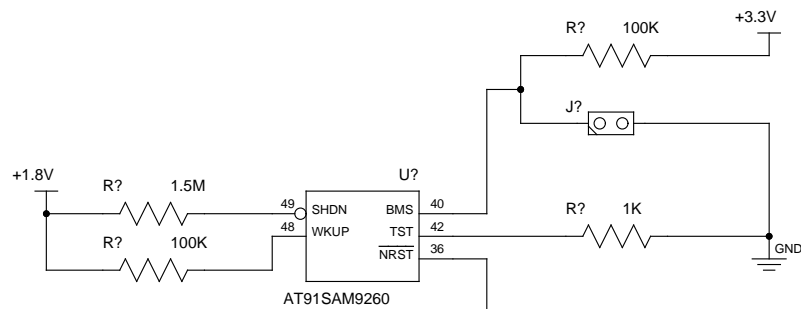 +3.3V
R? 100K
J?
+1.8V
U?
R? 1.5M
49 SHDN BMS 40
R? 1K
48 WKUP TST 42
R? 100K
NRST 36
GND
AT91SAM9260